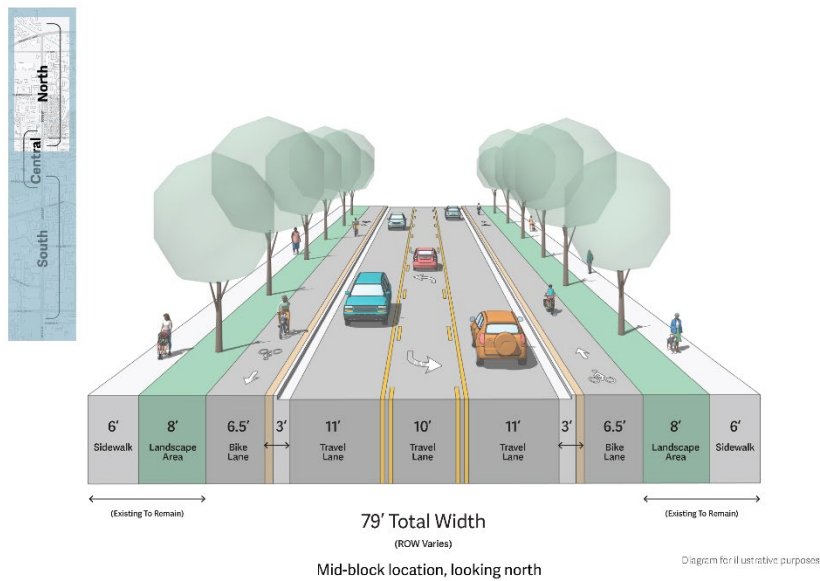 North
Central
South
6'
Sidewalk
8'
Landscape
Area
6.5'
Bike
Lane
3'
11'
Travel
Lane
10'
Travel
Lane
11'
Travel
Lane
3'
6.5'
Bike
Lane
8'
Landscape
Area
6'
Sidewalk
(Existing To Remain)
(Existing To Remain)
79' Total Width
(ROW Varies)
Mid-block location, looking north
Diagram for illustrative purposes